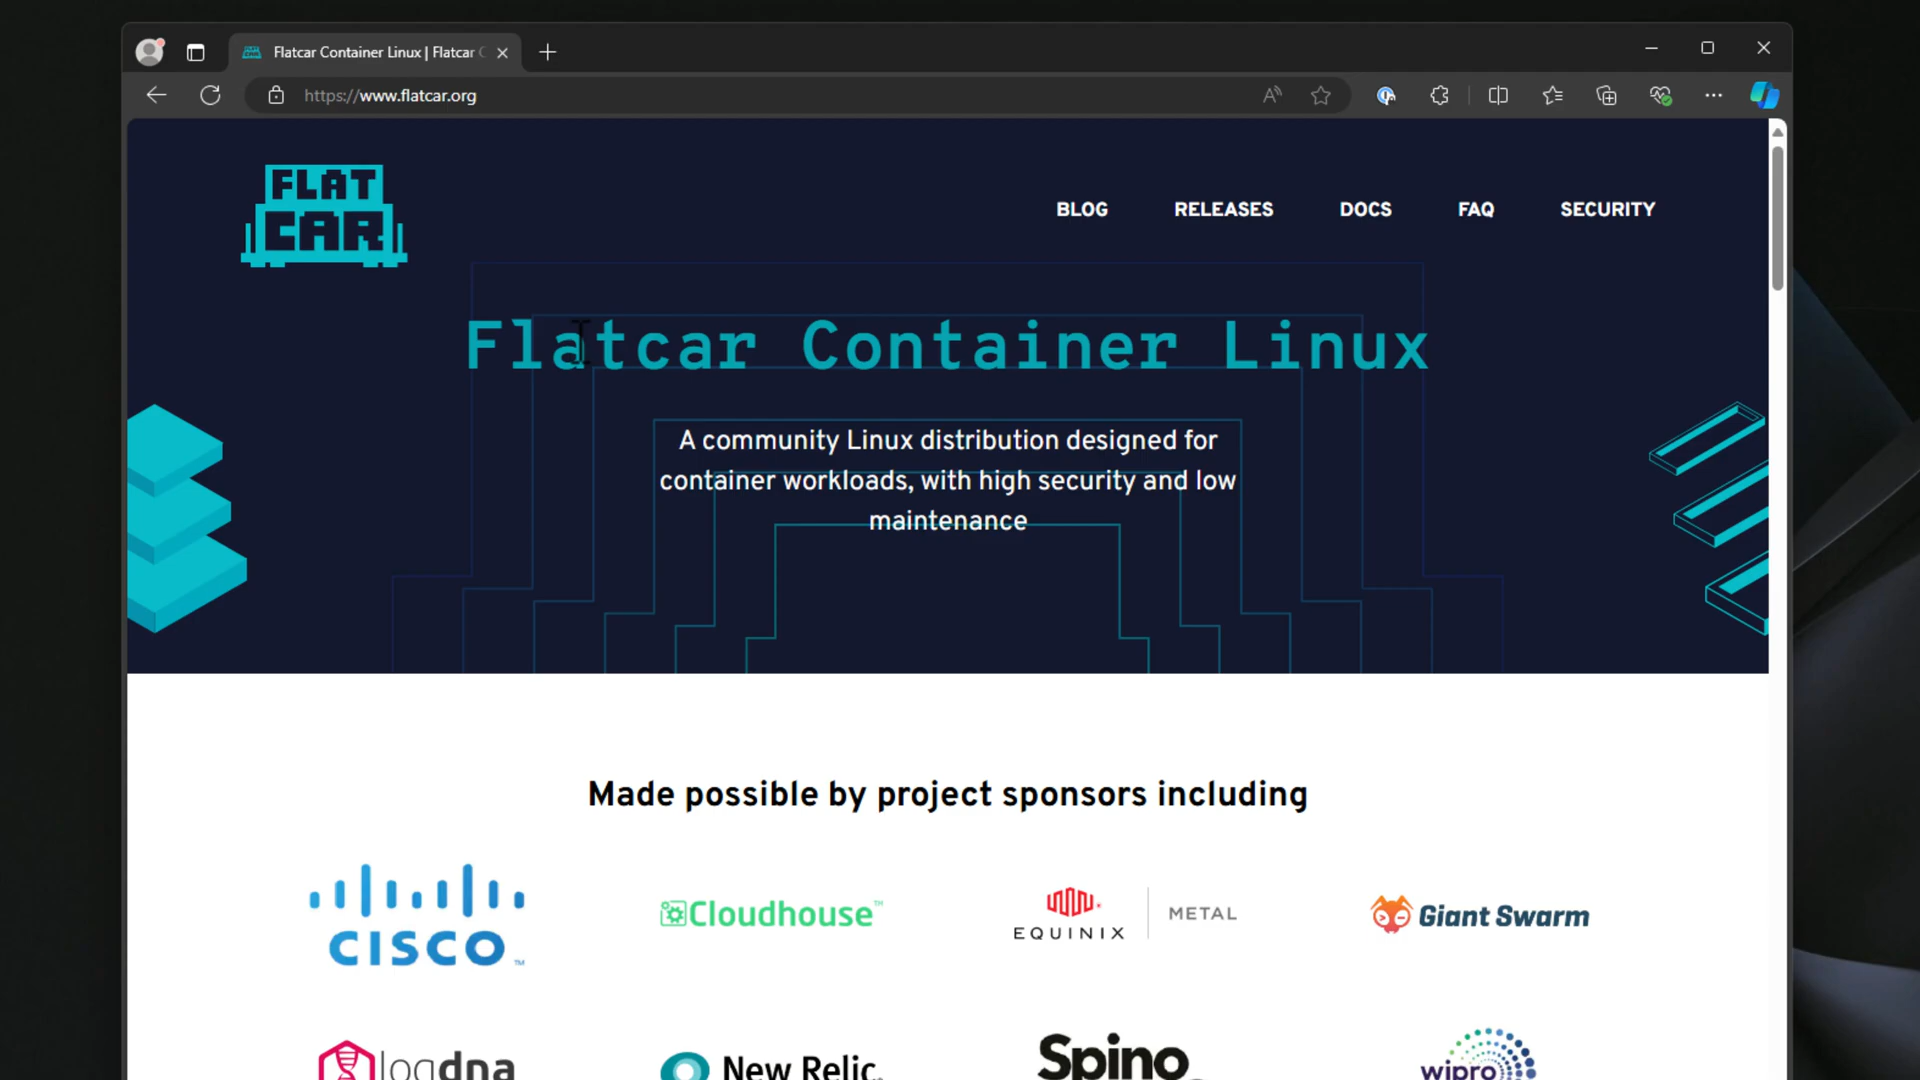 Flatcar Container Linux | Flatcar C
https://www.flatcar.org
FLAT
CAR
BLOG
RELEASES
DOCS
FAQ
SECURITY
Flatcar Container Linux
A community Linux distribution designed for
container workloads, with high security and low
maintenance
Made possible by project sponsors including
CISCO™
Cloudhouse™
EQUINIX
METAL
Giant Swarm
logdna
New Relic.
Spino
wipro